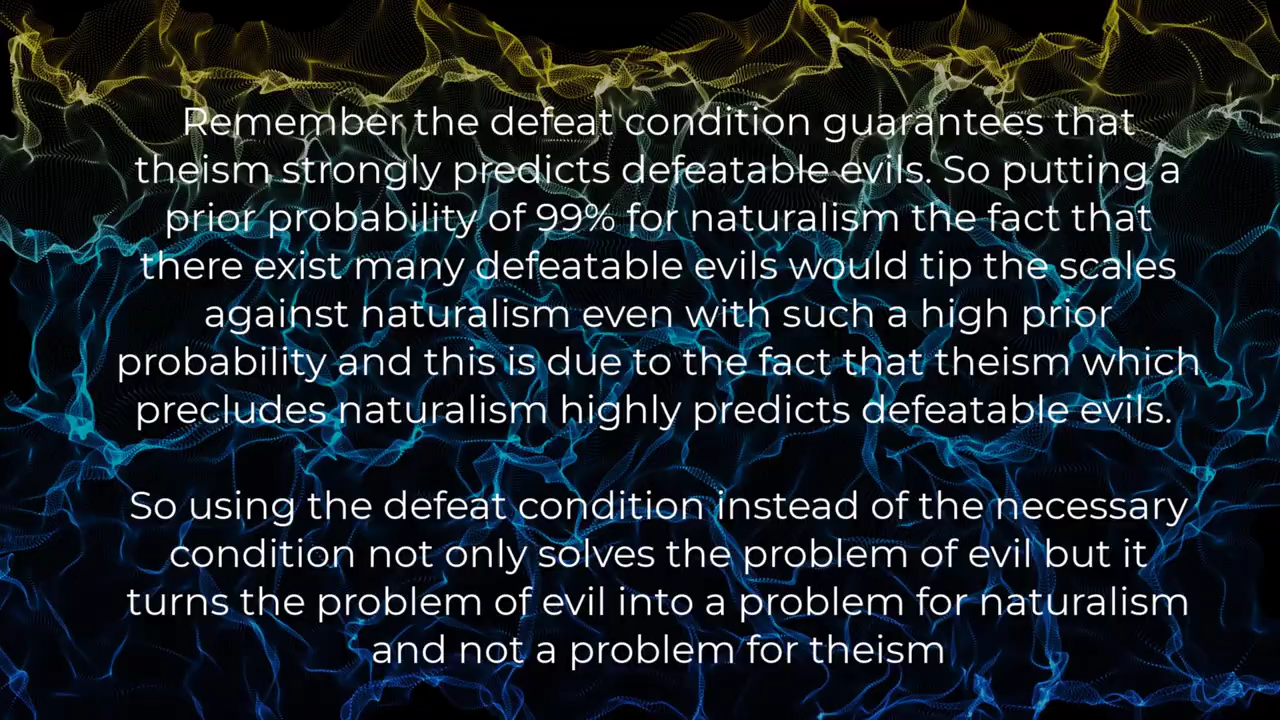 Remember the defeat condition guarantees that
theism strongly predicts defeatable evils. So putting a
prior probability of 99% for naturalism the fact that
there exist many defeatable evils would tip the scales
against naturalism even with such a high prior
probability and this is due to the fact that theism which
precludes naturalism highly predicts defeatable evils.
So using the defeat condition instead of the necessary
condition not only solves the problem of evil but it
turns the problem of evil into a problem for naturalism
and not a problem for theism